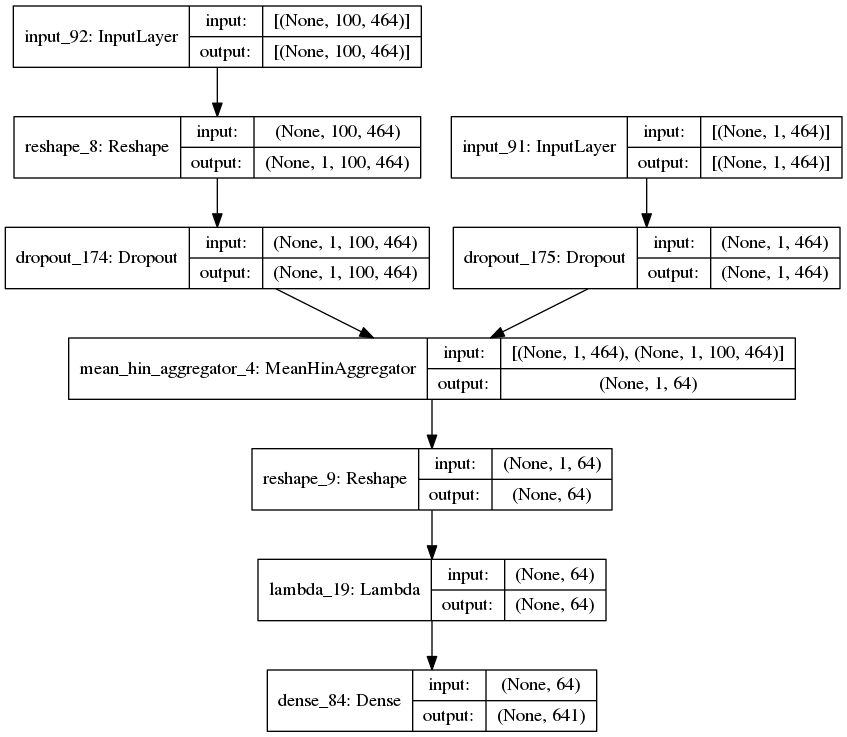 input_92: InputLayer
input: [(None, 100, 464)]
output: [(None, 100, 464)]
reshape_8: Reshape
input: (None, 100, 464)
output: (None, 1, 100, 464)
input_91: InputLayer
input: [(None, 1, 464)]
output: [(None, 1, 464)]
dropout_174: Dropout
input: (None, 1, 100, 464)
output: (None, 1, 100, 464)
dropout_175: Dropout
input: (None, 1, 464)
output: (None, 1, 464)
mean_hin_aggregator_4: MeanHinAggregator
input: [(None, 1, 464), (None, 1, 100, 464)]
output: (None, 1, 64)
reshape_9: Reshape
input: (None, 1, 64)
output: (None, 64)
lambda_19: Lambda
input: (None, 64)
output: (None, 64)
dense_84: Dense
input: (None, 64)
output: (None, 641)